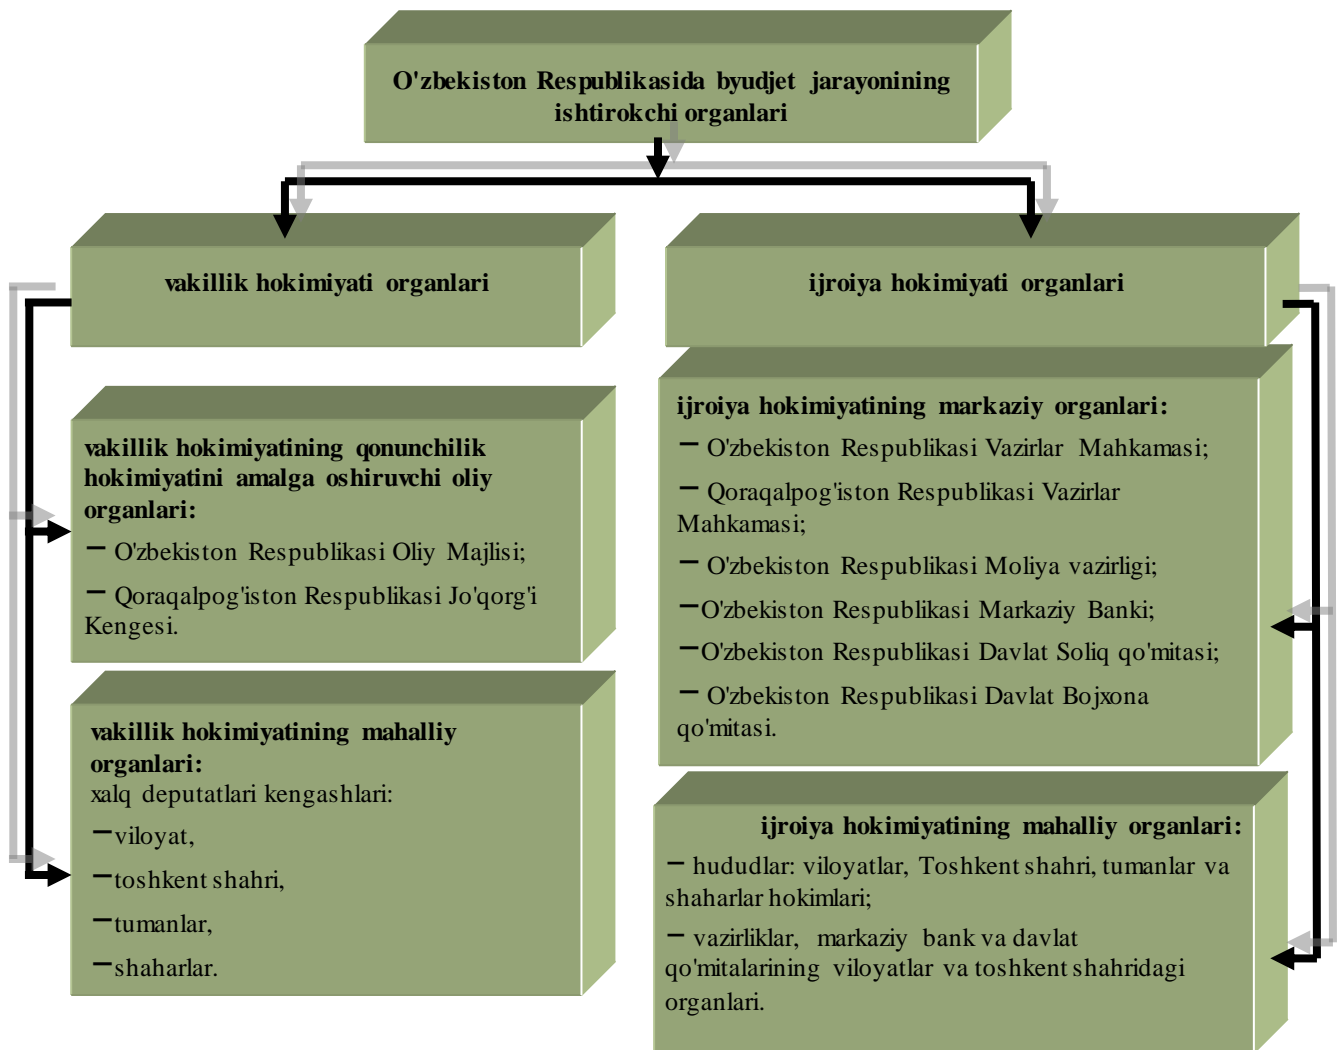 O'zbekiston Respublikasida byudjet jarayonining
ishtirokchi organlari
vakillik hokimiyati organlari
ijroiya hokimiyati organlari
vakillik hokimiyatining qonunchilik
hokimiyatini amalga oshiruvchi oliy
organlari:
– O'zbekiston Respublikasi Oliy Majlisi;
– Qoraqalpog'iston Respublikasi Jo'qorg'i
Kengesi.
vakillik hokimiyatining mahalliy
organlari:
xalq deputatlari kengashlari:
–viloyat,
–toshkent shahri,
–tumanlar,
–shaharlar.
ijroiya hokimiyatining markaziy organlari:
– O'zbekiston Respublikasi Vazirlar Mahkamasi;
– Qoraqalpog'iston Respublikasi Vazirlar
Mahkamasi;
– O'zbekiston Respublikasi Moliya vazirligi;
–O'zbekiston Respublikasi Markaziy Banki;
–O'zbekiston Respublikasi Davlat Soliq qo'mitasi;
– O'zbekiston Respublikasi Davlat Bojxona
qo'mitasi.
ijroiya hokimiyatining mahalliy organlari:
– hududlar: viloyatlar, Toshkent shahri, tumanlar va
shaharlar hokimlari;
– vazirliklar, markaziy bank va davlat
qo'mitalarining viloyatlar va toshkent shahridagi
organlari.